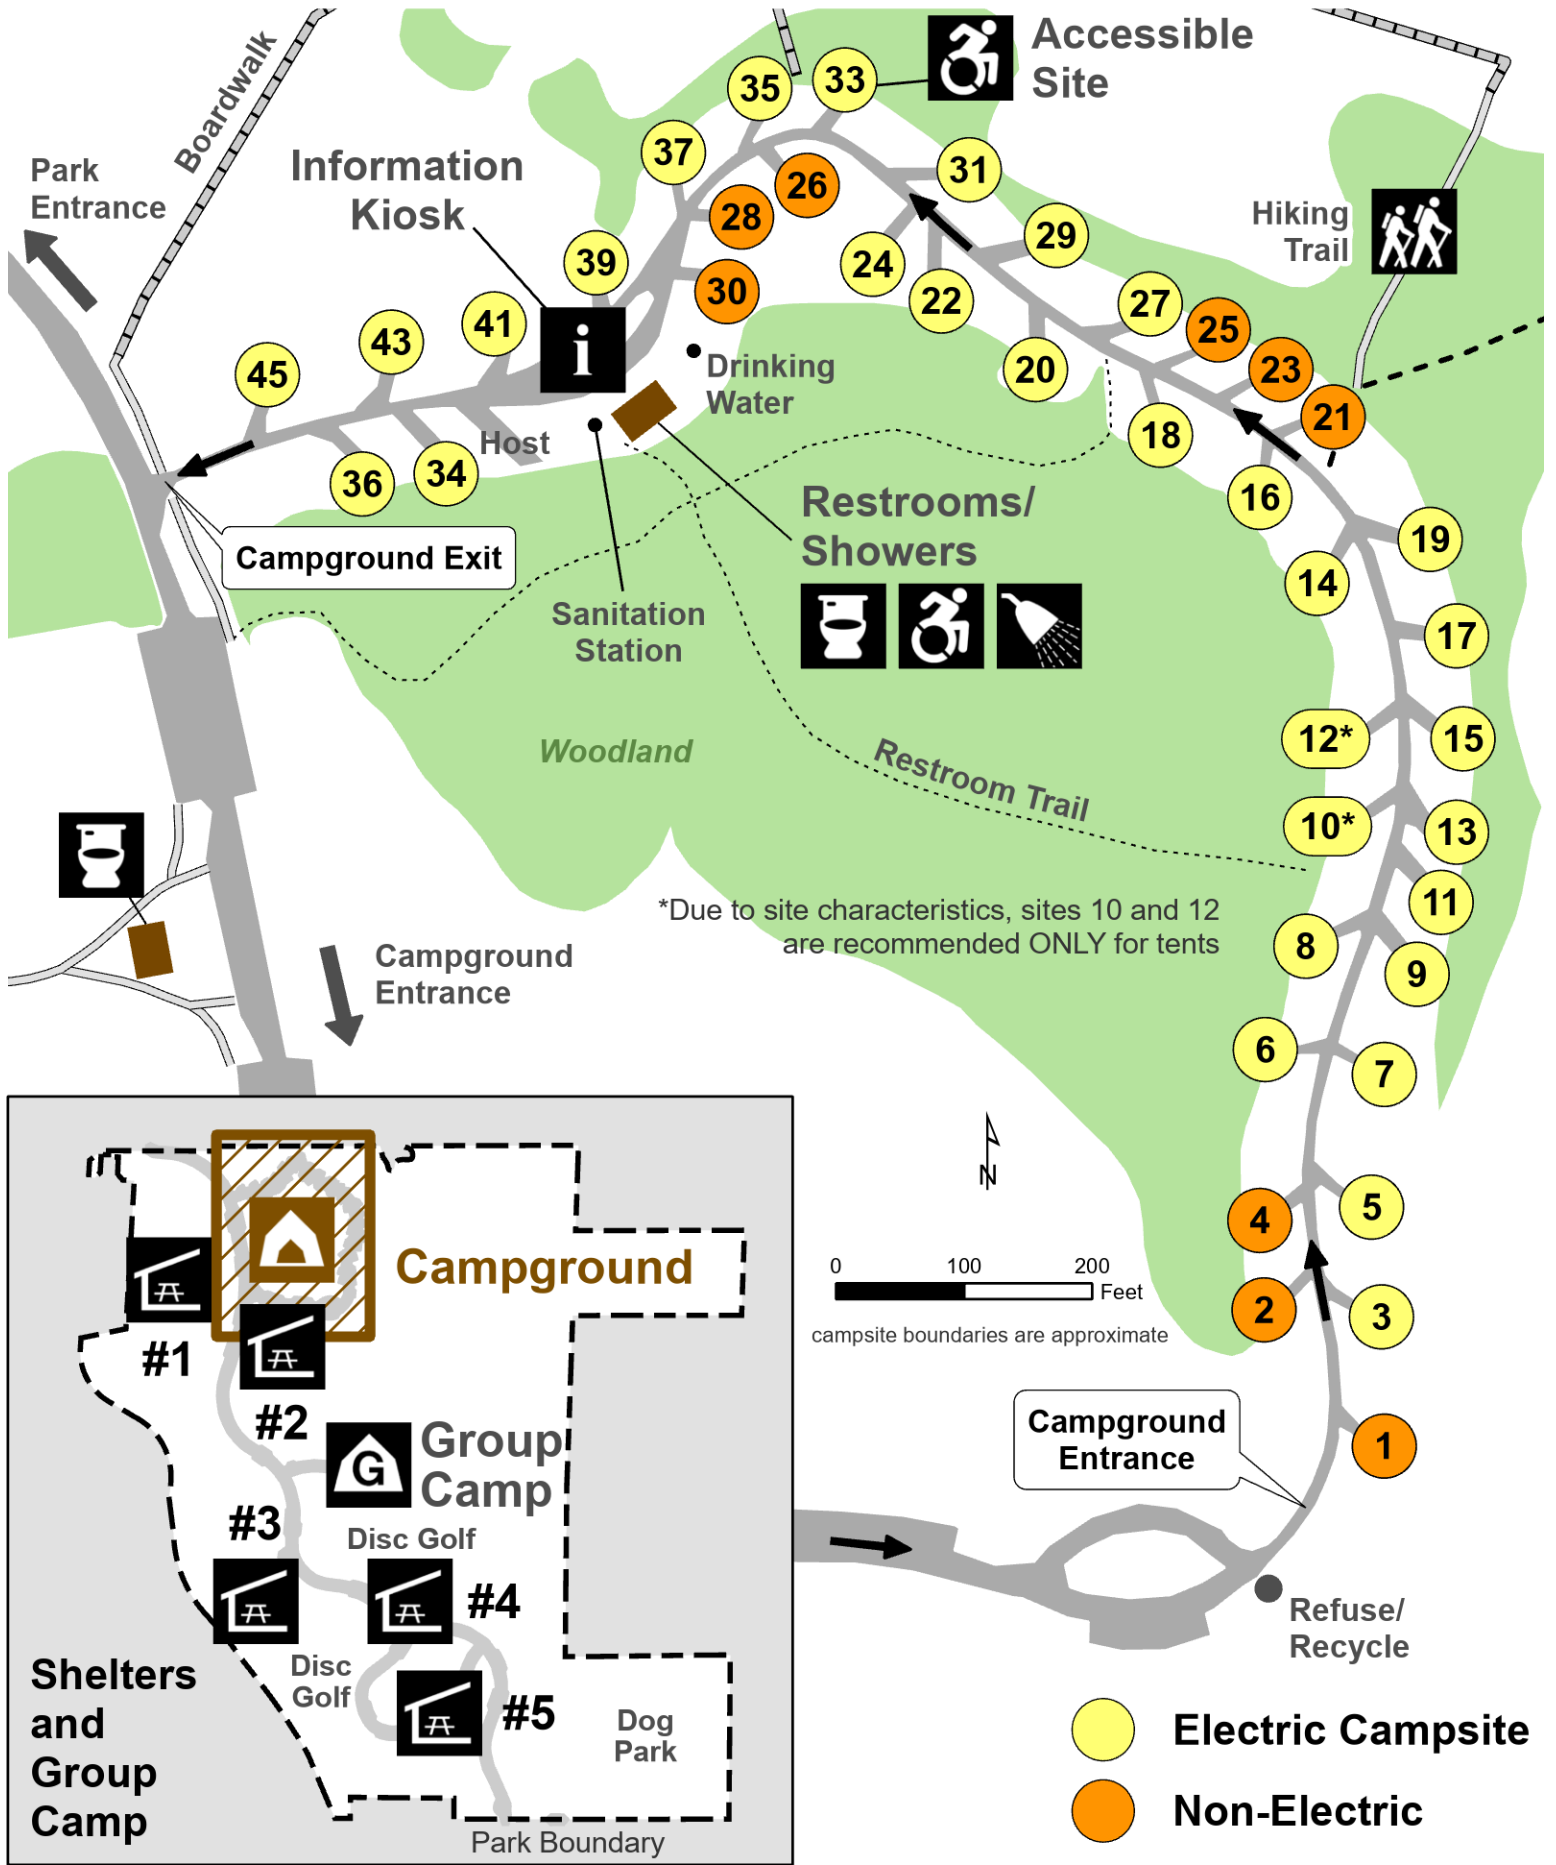 Accessible
Site
Boardwalk
35
33
37
Information
Kiosk
Park
Entrance
26
31
28
Hiking
Trail
29
39
24
30
22
27
41
43
25
i
45
Drinking
Water
20
23
21
Host
18
36
34
16
Restrooms/
Showers
19
Campground Exit
14
Sanitation
Station
17
12*
15
Woodland
Restroom Trail
10*
13
*Due to site characteristics, sites 10 and 12
are recommended ONLY for tents
11
8
9
Campground
Entrance
6
7
N
4
5
0 100 200
Feet
campsite boundaries are approximate
2
3
Campground
Entrance
1
Refuse/
Recycle
Campground
#1
#2
G
Group
Camp
#3
Disc Golf
#4
Disc
Golf
#5
Dog
Park
Shelters
and
Group
Camp
Park Boundary
Electric Campsite
Non-Electric